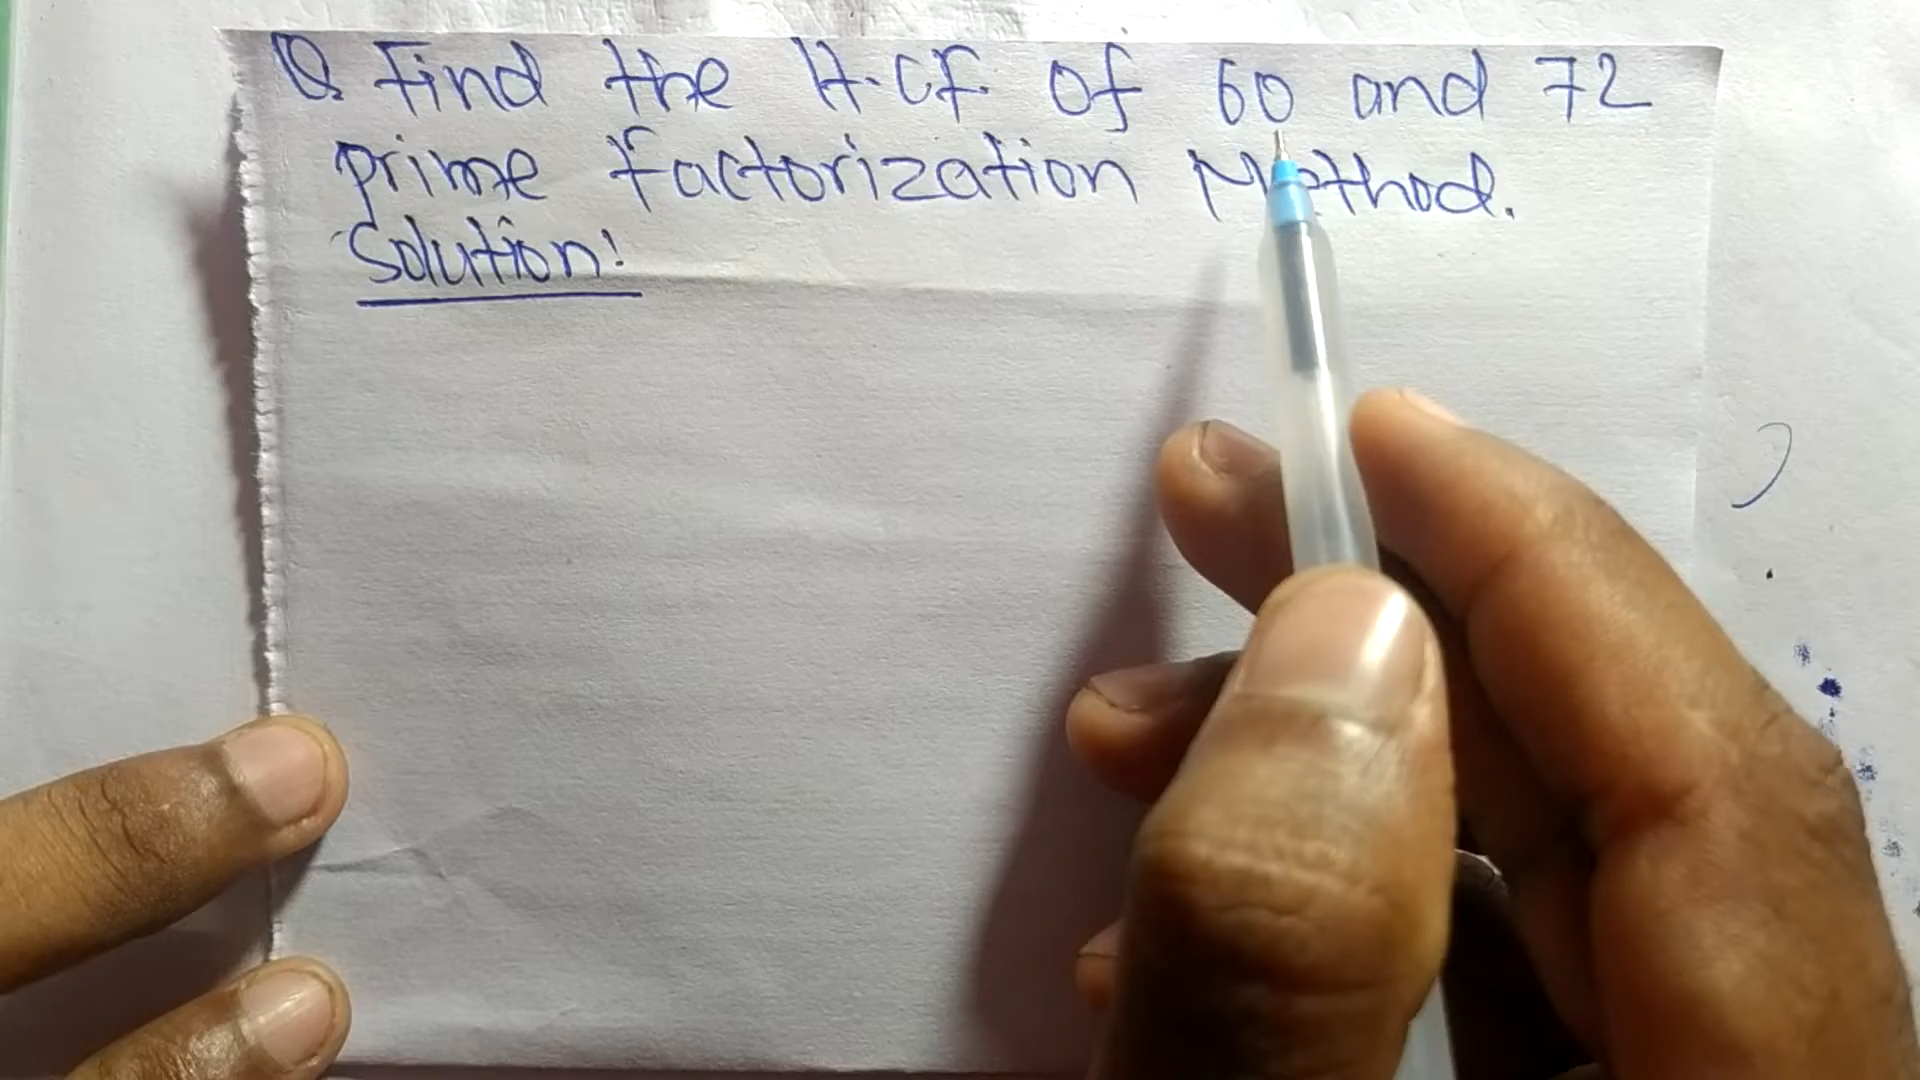 Q. Find the H.C.F. Of 60 and 72
prime factorization Method.
Solution: